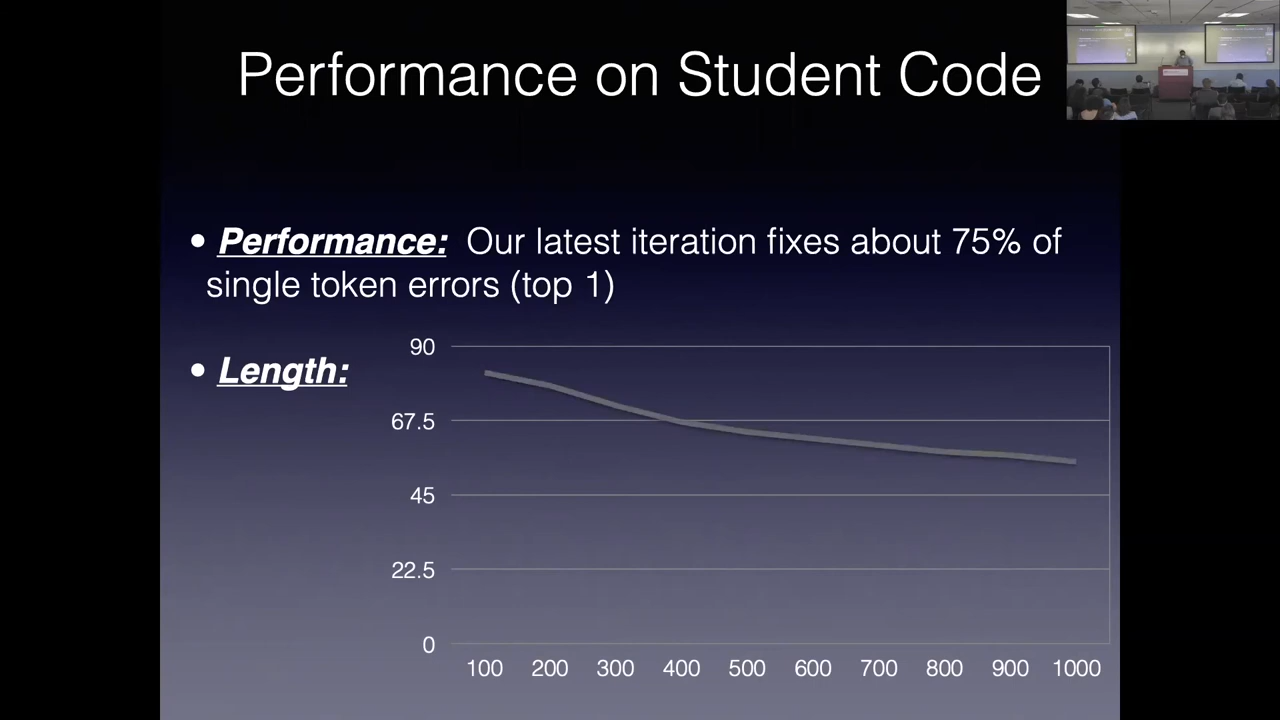 Performance on Student Code
• Performance: Our latest iteration fixes about 75% of
single token errors (top 1)
• Length:
90
67.5
45
22.5
0
100 200 300 400 500 600 700 800 900 1000